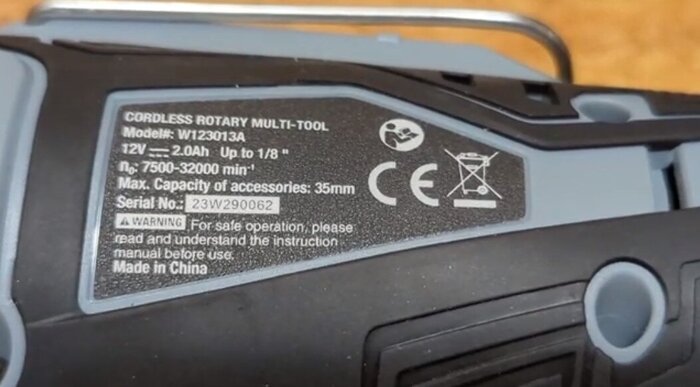 CORDLESS ROTARY MULTI-TOOL
Model#: W123013A
12V ⎓ 2.0Ah Up to 1/8 "
n₀: 7500-32000 min⁻¹
Max. Capacity of accessories: 35mm
Serial No.: 23W290062
⚠ WARNING For safe operation, please
read and understand the instruction
manual before use.
Made in China
CE